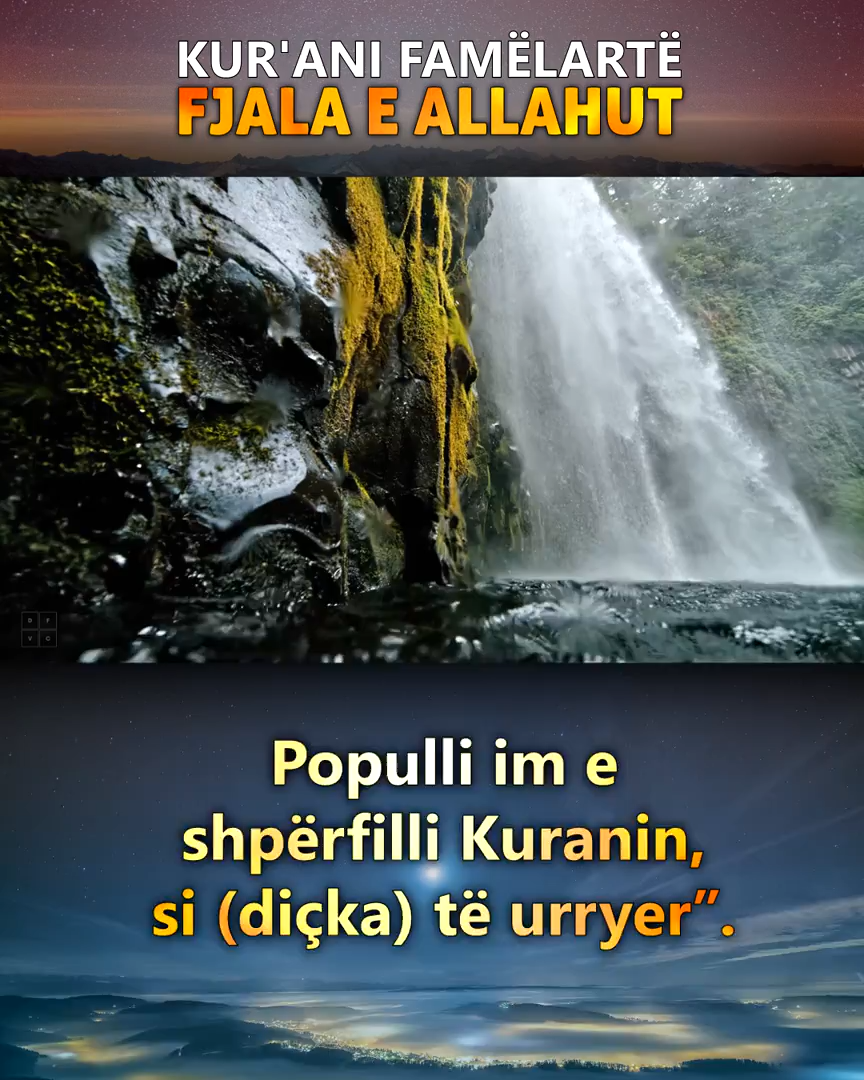 KUR'ANI FAMËLARTË
FJALA E ALLAHUT
D F
V G
Populli im e
shpërfilli Kuranin,
si (diçka) të urryer”.